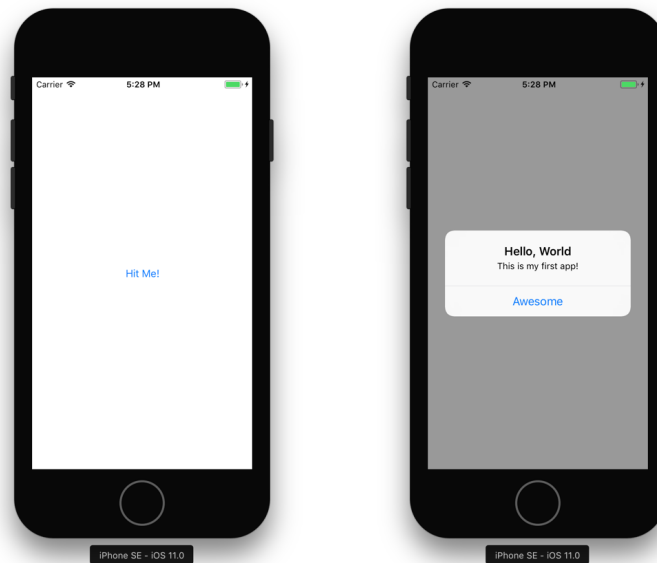 Carrier 5:28 PM
Hit Me!
iPhone SE - iOS 11.0
Carrier 5:28 PM
Hello, World
This is my first app!
Awesome
iPhone SE - iOS 11.0